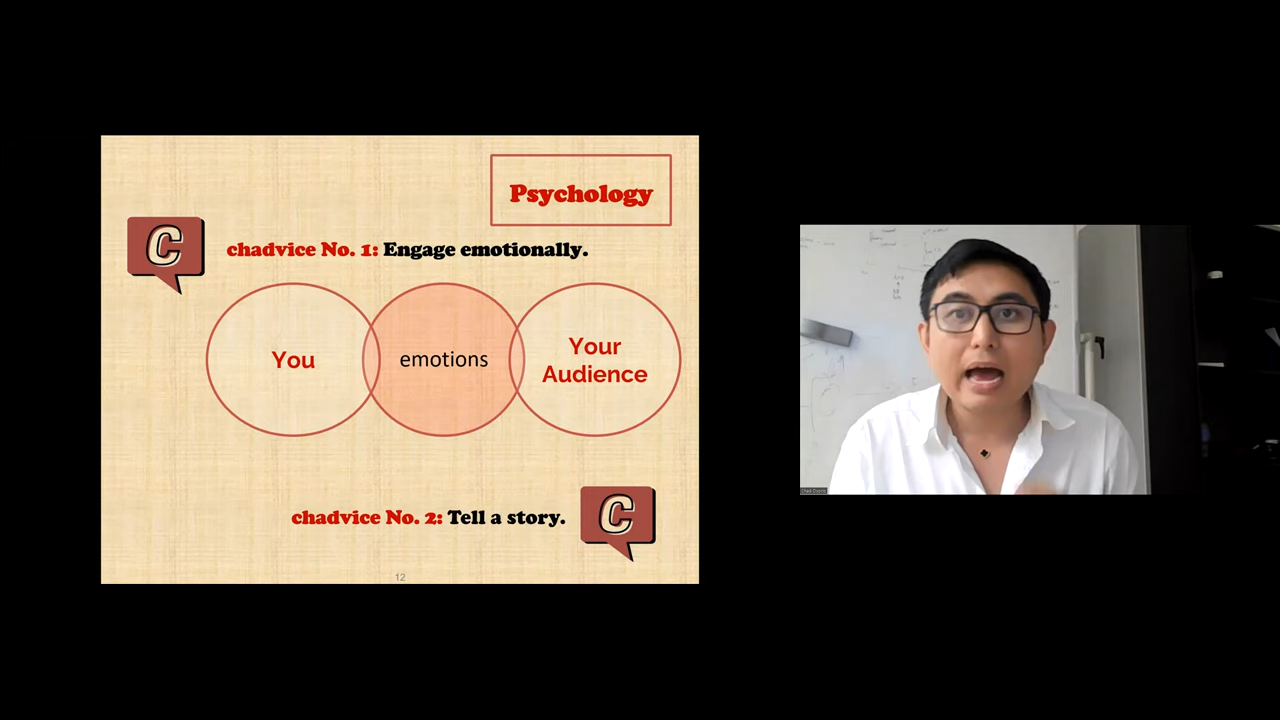 Psychology
C
chadvice No. 1: Engage emotionally.
You
emotions
Your
Audience
chadvice No. 2: Tell a story.
C
12